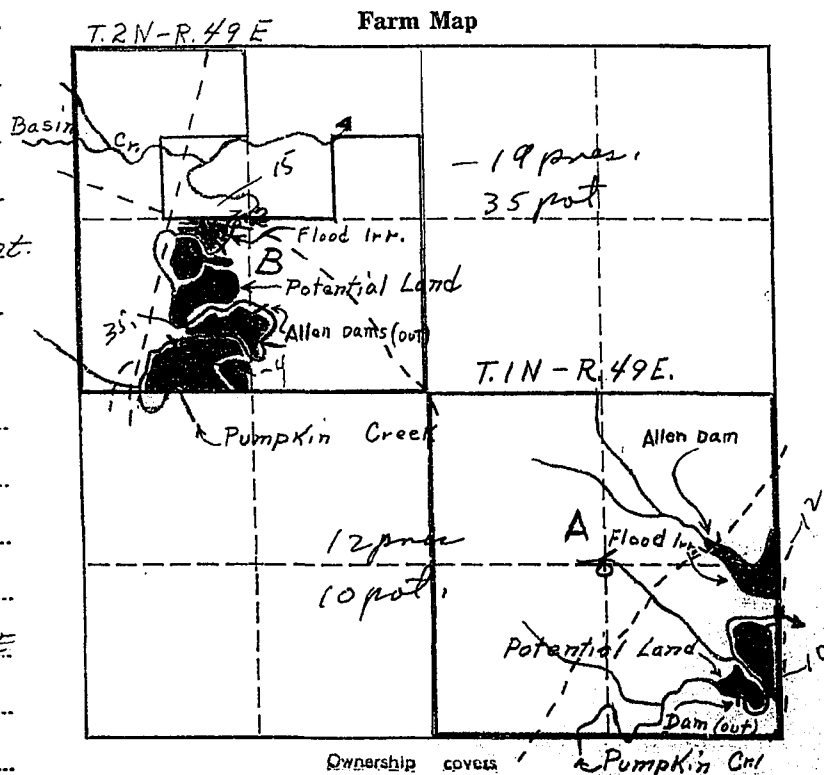 Farm Map
T.2N-R.49E
Basin Cr.
15
-19 pres.
35 pot
Flood Irr.
B
Potential Land
35
Allen Dams (out)
-4
T.1N-R.49E.
Pumpkin Creek
Allen Dam
12
A
Flood Irr.
12 pres
10 pot.
Potential Land
10
Dam (out)
Ownership covers
Pumpkin Cr